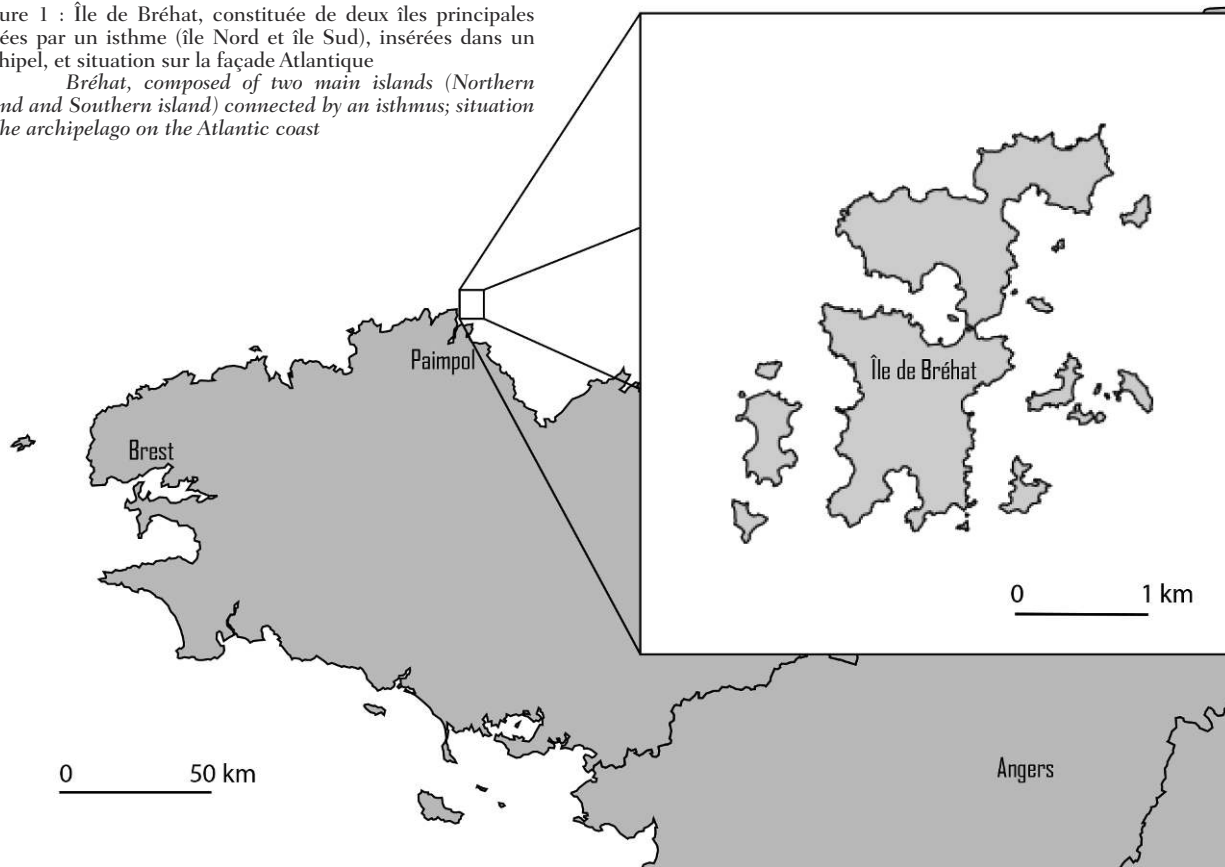 ure 1 : Île de Bréhat, constituée de deux îles principales
ées par un isthme (île Nord et île Sud), insérées dans un
hipel, et situation sur la façade Atlantique
Bréhat, composed of two main islands (Northern
nd and Southern island) connected by an isthmus; situation
he archipelago on the Atlantic coast
Paimpol
Île de Bréhat
Brest
0 1 km
0 50 km
Angers